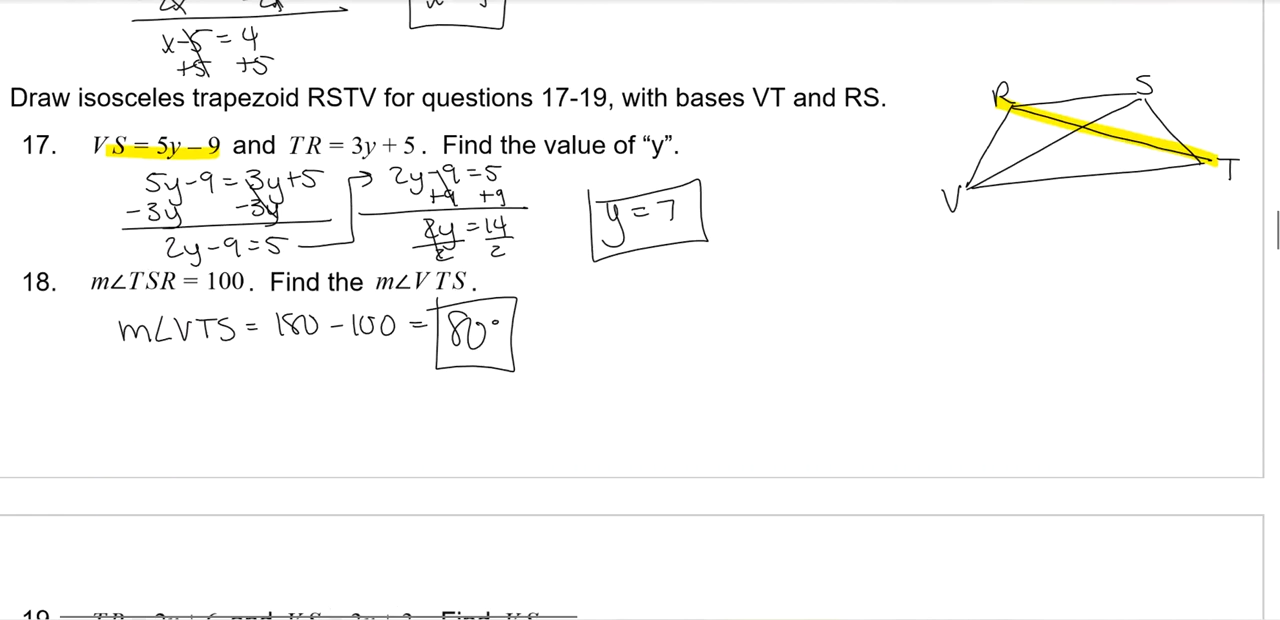 x-5 = 4
+5 +5
Draw isosceles trapezoid RSTV for questions 17-19, with bases VT and RS.
R S
17. VS = 5y – 9 and TR = 3y + 5. Find the value of “y”.
T
V
5y-9 = 3y+5 → 2y-9=5
-3y -3y +9 +9
2y-9=5 2y = 14
2 2
y = 7
18. m∠TSR = 100. Find the m∠VTS.
m∠VTS = 180 - 100 = 80°